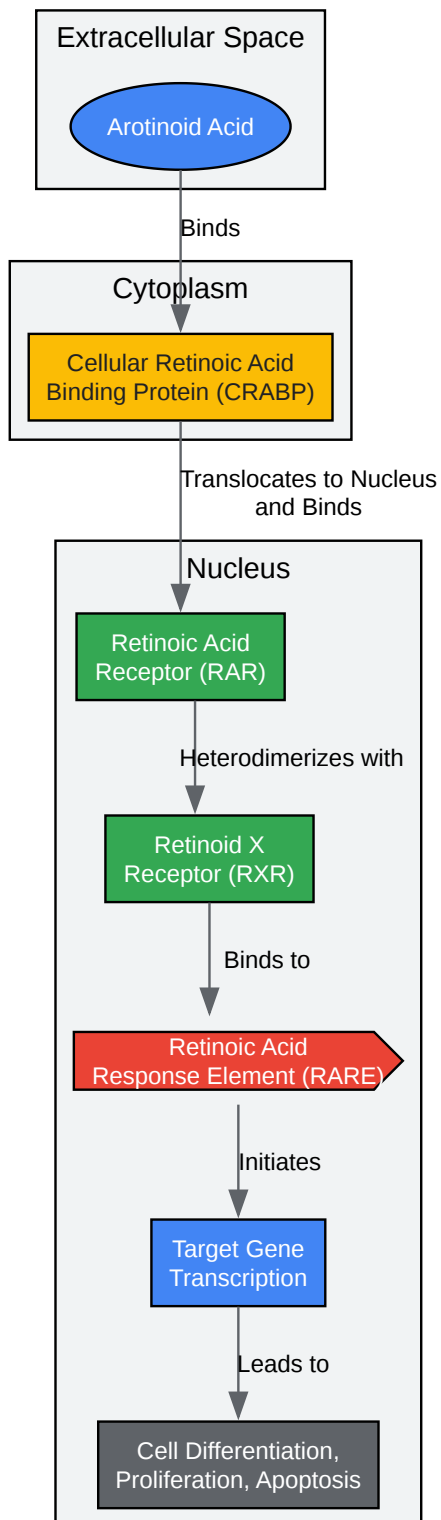 Extracellular Space
Arotinoid Acid
Binds
Cytoplasm
Cellular Retinoic Acid
Binding Protein (CRABP)
Translocates to Nucleus
and Binds
Nucleus
Retinoic Acid
Receptor (RAR)
Heterodimerizes with
Retinoid X
Receptor (RXR)
Binds to
Retinoic Acid
Response Element (RARE)
Initiates
Target Gene
Transcription
Leads to
Cell Differentiation,
Proliferation, Apoptosis